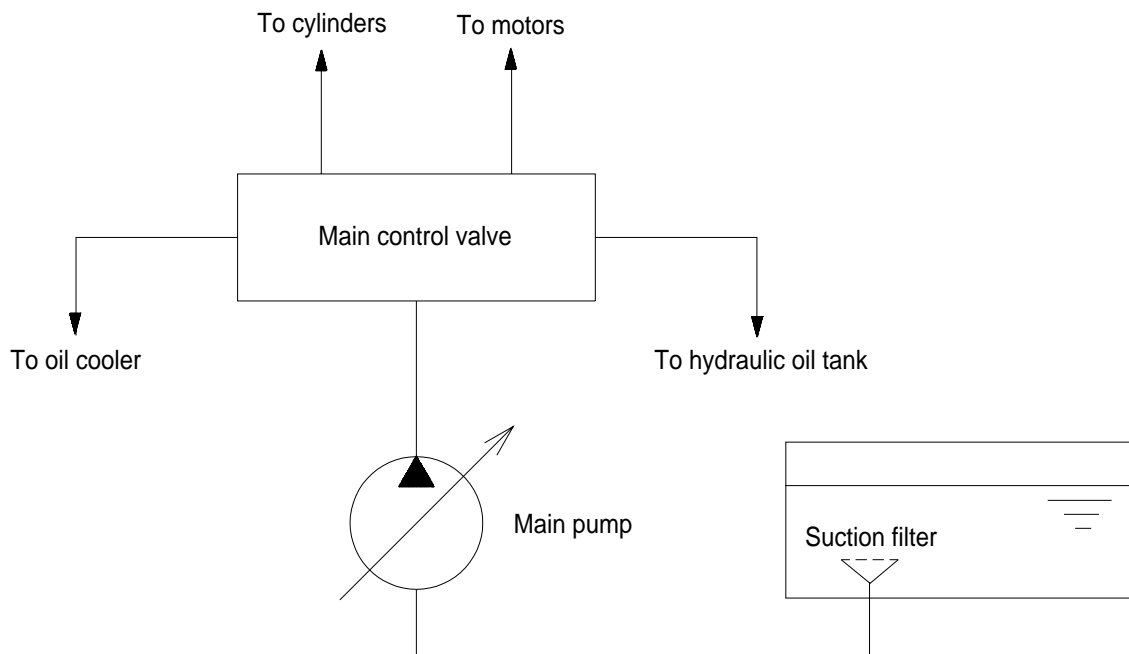 To cylinders
To motors
Main control valve
To oil cooler
To hydraulic oil tank
Main pump
Suction filter